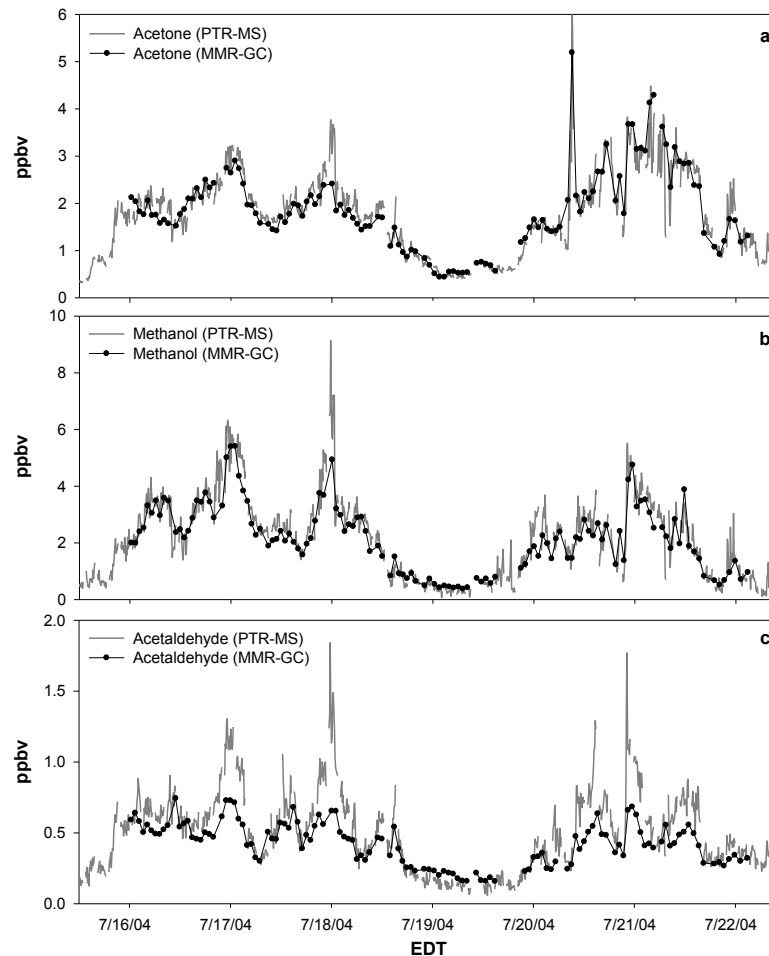 6
5
4
3
2
1
0
ppbv
Acetone (PTR-MS)
Acetone (MMR-GC)
a
10
8
6
4
2
0
ppbv
Methanol (PTR-MS)
Methanol (MMR-GC)
b
2.0
1.5
1.0
0.5
0.0
ppbv
Acetaldehyde (PTR-MS)
Acetaldehyde (MMR-GC)
c
7/16/04 7/17/04 7/18/04 7/19/04 7/20/04 7/21/04 7/22/04
EDT